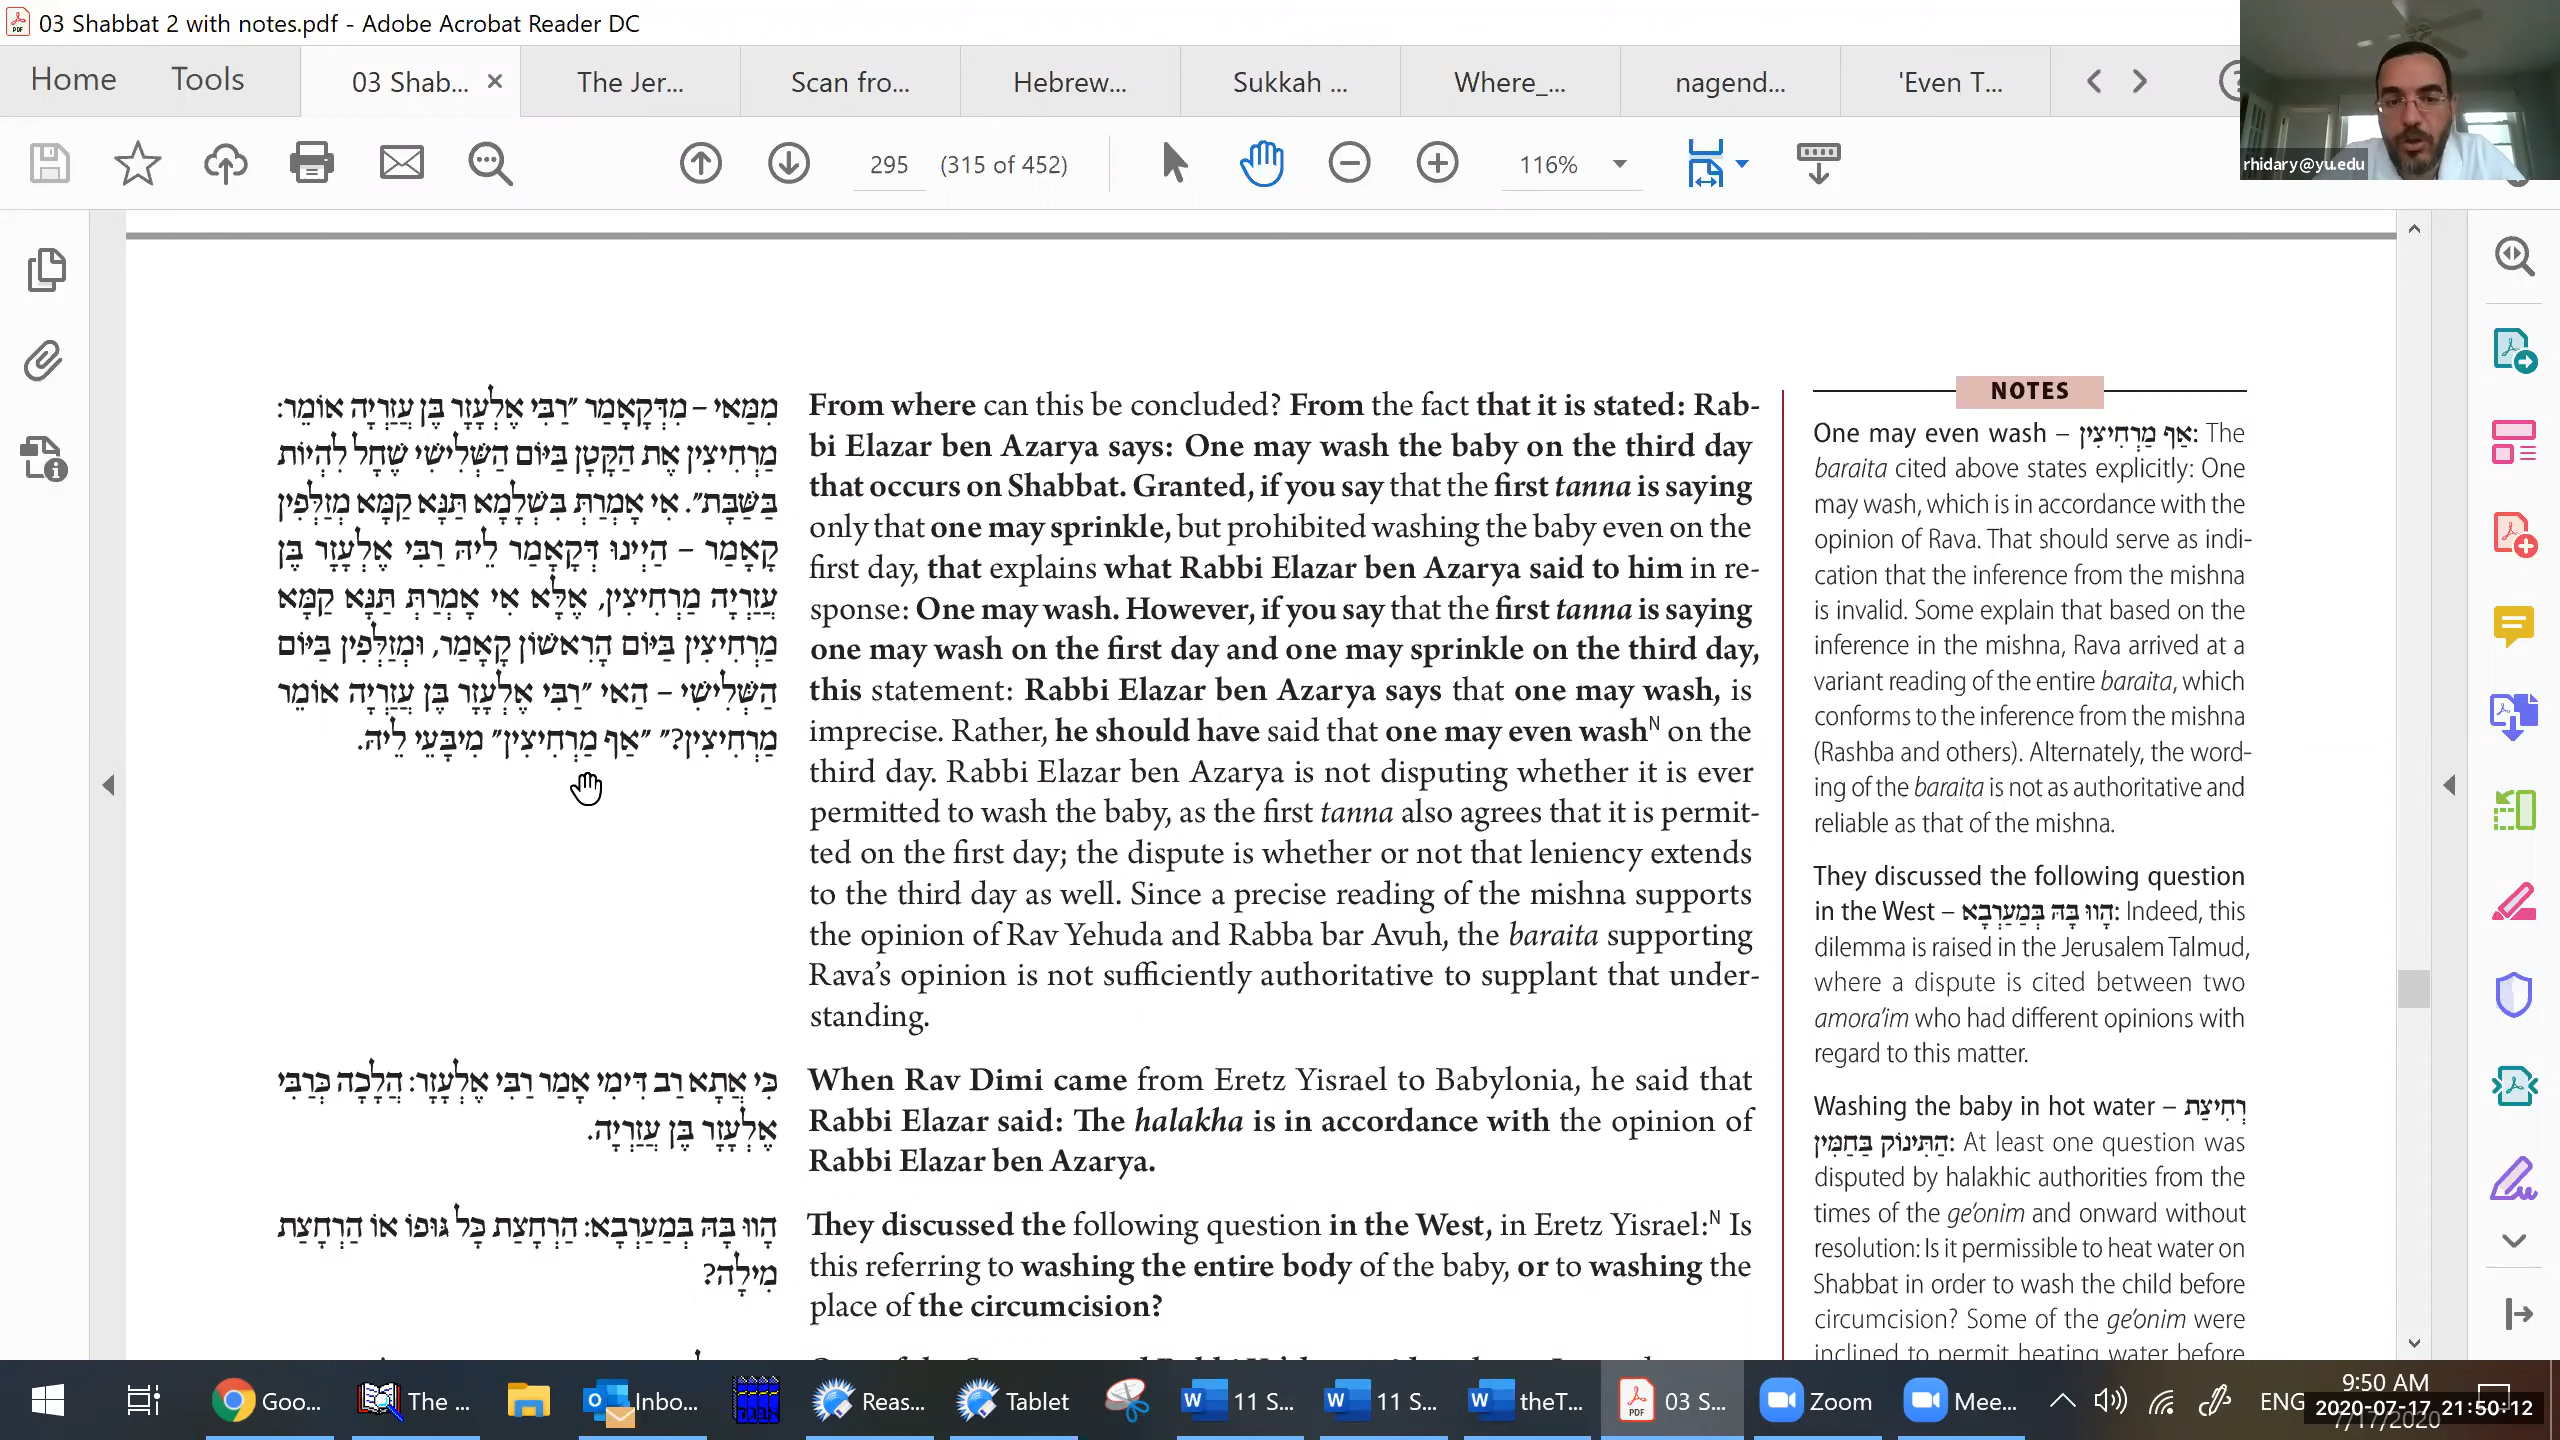 03 Shabbat 2 with notes.pdf - Adobe Acrobat Reader DC
rhidary@yu.edu
Home Tools 03 Shab... The Jer... Scan fro... Hebrew... Sukkah ... Where_... nagend... 'Even T...
295 (315 of 452) 116%
מִמַּאי – מִדְּקָאָמַר ״רַבִּי אֶלְעָזָר בֶּן עֲזַרְיָה אוֹמֵר:
מַרְחִיצִין אֶת הַקָּטָן בַּיּוֹם הַשְּׁלִישִׁי שֶׁחָל לִהְיוֹת
בַּשַּׁבָּת״. אִי אָמְרַתְּ בִּשְׁלָמָא תַּנָּא קַמָּא מְזַלְּפִין
קָאָמַר – הַיְינוּ דְּקָאָמַר לֵיהּ רַבִּי אֶלְעָזָר בֶּן
עֲזַרְיָה מַרְחִיצִין, אֶלָּא אִי אָמְרַתְּ תַּנָּא קַמָּא
מַרְחִיצִין בַּיּוֹם הָרִאשׁוֹן קָאָמַר, וּמְזַלְּפִין בַּיּוֹם
הַשְּׁלִישִׁי – הַאי ״רַבִּי אֶלְעָזָר בֶּן עֲזַרְיָה אוֹמֵר
מַרְחִיצִין?״ ״אַף מַרְחִיצִין״ מִיבָּעֵי לֵיהּ.
From where can this be concluded? From the fact that it is stated: Rab-
bi Elazar ben Azarya says: One may wash the baby on the third day
that occurs on Shabbat. Granted, if you say that the first tanna is saying
only that one may sprinkle, but prohibited washing the baby even on the
first day, that explains what Rabbi Elazar ben Azarya said to him in re-
sponse: One may wash. However, if you say that the first tanna is saying
one may wash on the first day and one may sprinkle on the third day,
this statement: Rabbi Elazar ben Azarya says that one may wash, is
imprecise. Rather, he should have said that one may even washN on the
third day. Rabbi Elazar ben Azarya is not disputing whether it is ever
permitted to wash the baby, as the first tanna also agrees that it is permit-
ted on the first day; the dispute is whether or not that leniency extends
to the third day as well. Since a precise reading of the mishna supports
the opinion of Rav Yehuda and Rabba bar Avuh, the baraita supporting
Rava's opinion is not sufficiently authoritative to supplant that under-
standing.
כִּי אֲתָא רַב דִּימִי אָמַר רַבִּי אֶלְעָזָר: הֲלָכָה כְּרַבִּי
אֶלְעָזָר בֶּן עֲזַרְיָה.
When Rav Dimi came from Eretz Yisrael to Babylonia, he said that
Rabbi Elazar said: The halakha is in accordance with the opinion of
Rabbi Elazar ben Azarya.
הָווּ בָּהּ בְּמַעְרְבָא: הַרְחָצַת כָּל גּוּפוֹ אוֹ הַרְחָצַת
מִילָה?
They discussed the following question in the West, in Eretz Yisrael:N Is
this referring to washing the entire body of the baby, or to washing the
place of the circumcision?
NOTES
One may even wash – אַף מַרְחִיצִין: The
baraita cited above states explicitly: One
may wash, which is in accordance with the
opinion of Rava. That should serve as indi-
cation that the inference from the mishna
is invalid. Some explain that based on the
inference in the mishna, Rava arrived at a
variant reading of the entire baraita, which
conforms to the inference from the mishna
(Rashba and others). Alternately, the word-
ing of the baraita is not as authoritative and
reliable as that of the mishna.
They discussed the following question
in the West – הָווּ בָּהּ בְּמַעְרְבָא: Indeed, this
dilemma is raised in the Jerusalem Talmud,
where a dispute is cited between two
amora'im who had different opinions with
regard to this matter.
Washing the baby in hot water – רְחִיצַת
הַתִּינוֹק בְּחַמִּין: At least one question was
disputed by halakhic authorities from the
times of the ge'onim and onward without
resolution: Is it permissible to heat water on
Shabbat in order to wash the child before
circumcision? Some of the ge'onim were
inclined to permit heating water before
Goo... The ... Inbo... Reas... Tablet 11 S... 11 S... theT... 03 S... Zoom Mee... ENG
9:50 AM
2020-07-17 21:50:12